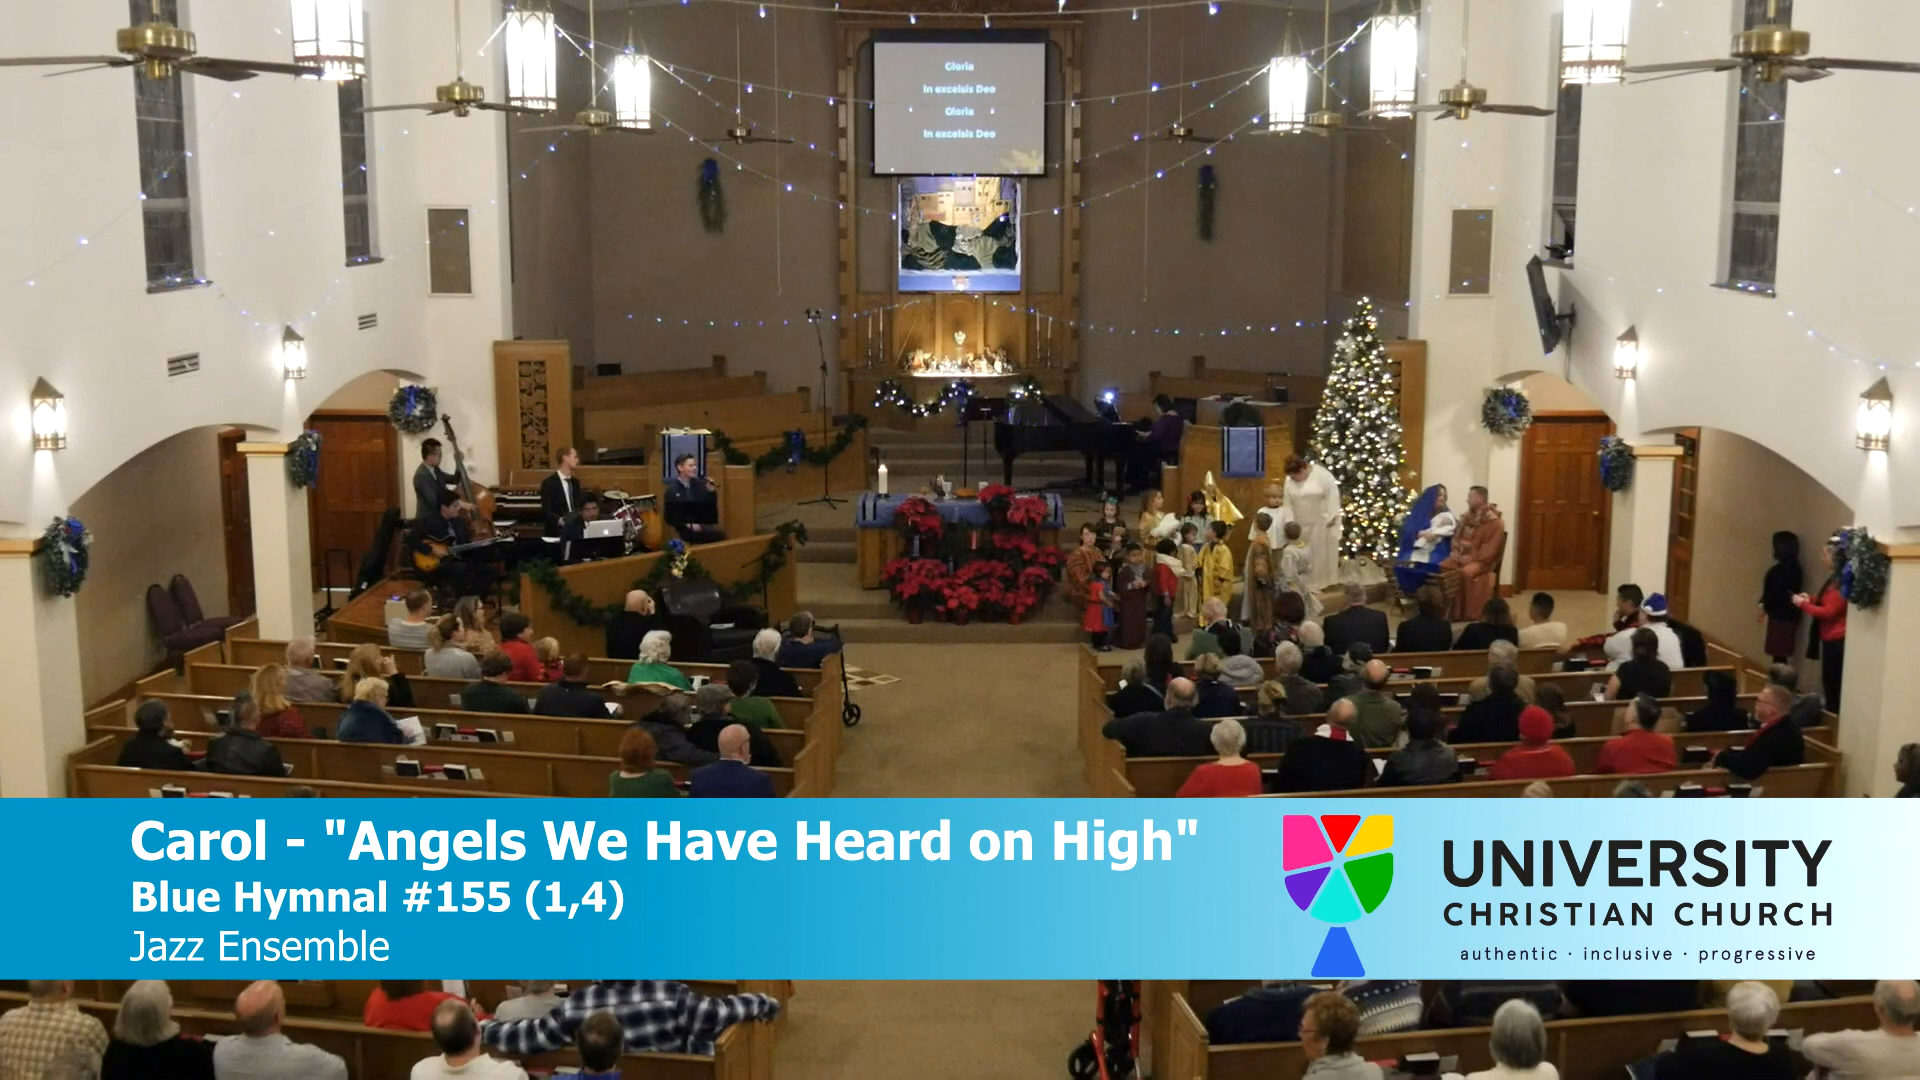 Gloria
In excelsis Deo
Gloria
In excelsis Deo
Carol - "Angels We Have Heard on High"
Blue Hymnal #155 (1,4)
Jazz Ensemble
UNIVERSITY
CHRISTIAN CHURCH
authentic · inclusive · progressive